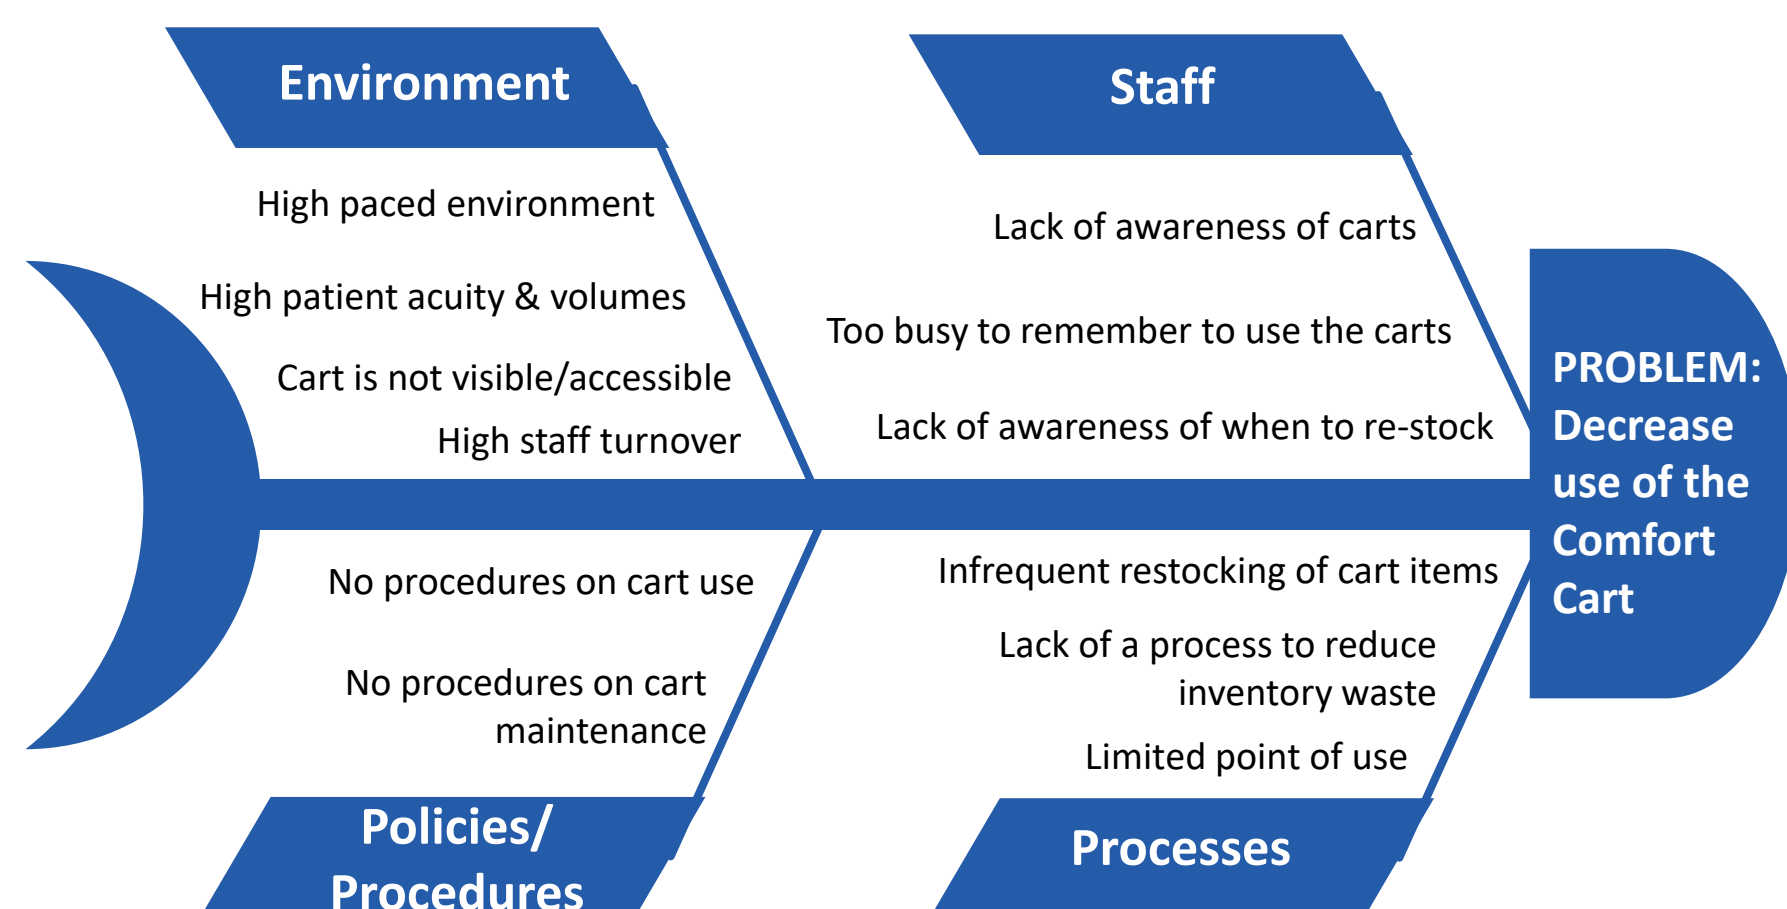 Environment
High paced environment
High patient acuity & volumes
Cart is not visible/accessible
High staff turnover
Staff
Lack of awareness of carts
Too busy to remember to use the carts
Lack of awareness of when to re-stock
PROBLEM:
Decrease
use of the
Comfort
Cart
No procedures on cart use
No procedures on cart
maintenance
Policies/
Procedures
Infrequent restocking of cart items
Lack of a process to reduce
inventory waste
Limited point of use
Processes